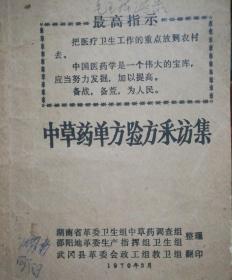 最高指示
把医疗卫生工作的重点放到农村
去。
中国医药学是一个伟大的宝库，
应当努力发掘，加以提高。
备战，备荒，为人民。
中草药单方验方采访集
湖南省革委卫生组中草药调查组
邵阳地革委生产指挥组卫生组 整理
武冈县革委会政工组教卫组 翻印
1970年5月